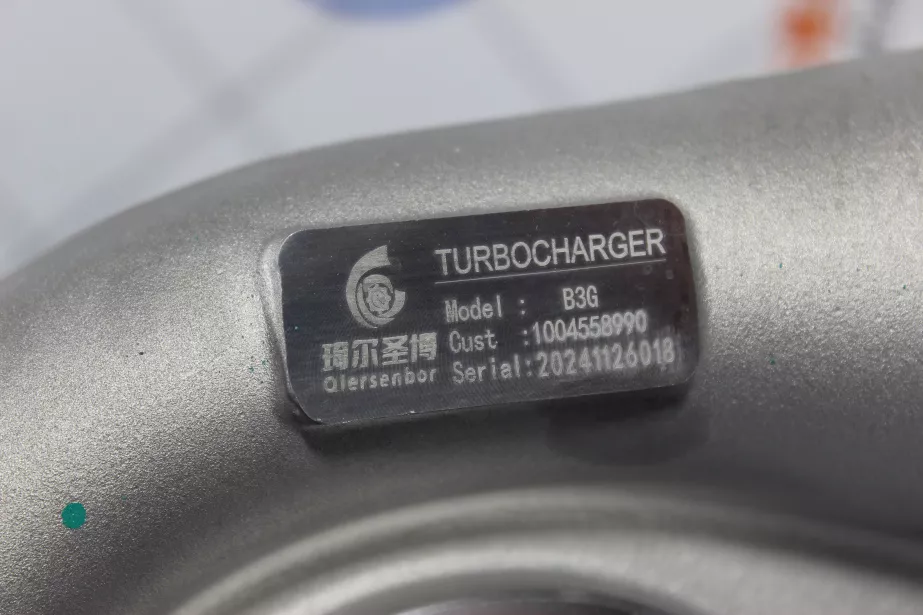 TURBOCHARGER
Model : B3G
Cust :1004558990
Serial:20241126018
琦尔圣博
Qiersenbor